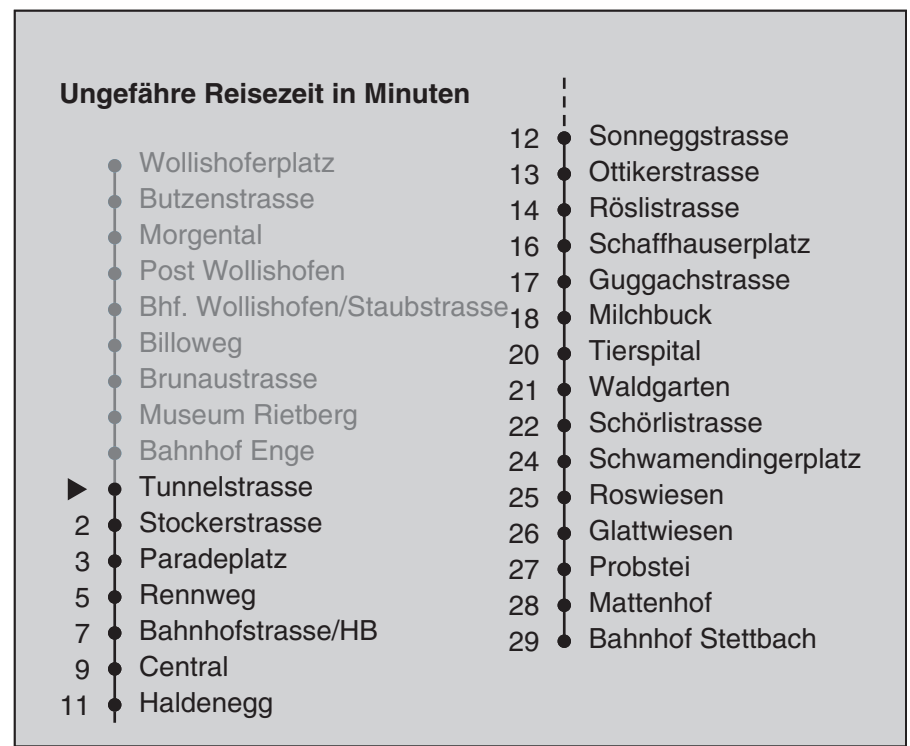 Ungefähre Reisezeit in Minuten
Wollishoferplatz
Butzenstrasse
Morgental
Post Wollishofen
Bhf. Wollishofen/Staubstrasse
Billoweg
Brunaustrasse
Museum Rietberg
Bahnhof Enge
Tunnelstrasse
2 Stockerstrasse
3 Paradeplatz
5 Rennweg
7 Bahnhofstrasse/HB
9 Central
11 Haldenegg
12 Sonneggstrasse
13 Ottikerstrasse
14 Röslistrasse
16 Schaffhauserplatz
17 Guggachstrasse
18 Milchbuck
20 Tierspital
21 Waldgarten
22 Schörlistrasse
24 Schwamendingerplatz
25 Roswiesen
26 Glattwiesen
27 Probstei
28 Mattenhof
29 Bahnhof Stettbach